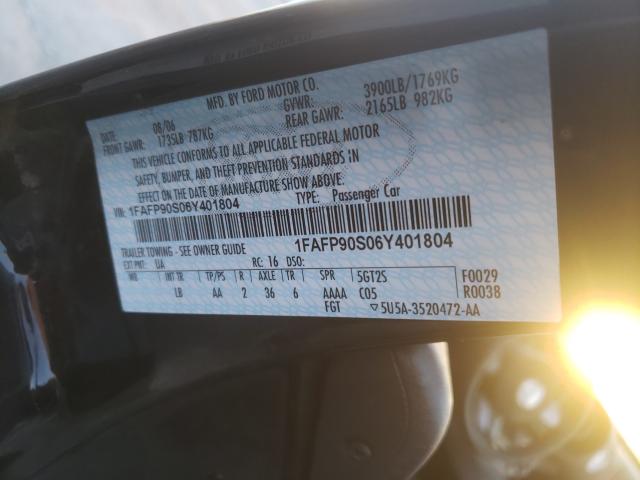 MFD. BY FORD MOTOR CO.
DATE 06/06 GVWR: 3900LB/1769KG
FRONT GAWR: 1735LB 787KG REAR GAWR: 2165LB 982KG
THIS VEHICLE CONFORMS TO ALL APPLICABLE FEDERAL MOTOR
VEHICLE SAFETY, BUMPER, AND THEFT PREVENTION STANDARDS IN
EFFECT ON THE DATE OF MANUFACTURE SHOW ABOVE.
VIN: 1FAFP90S06Y401804 TYPE: Passenger Car
1FAFP90S06Y401804
TRAILER TOWING - SEE OWNER GUIDE
EXT PNT: UA RC: 16 DSO:
WB INT TR TP/PS R AXLE TR SPR 5GT2S F0029
LB AA 2 36 6 AAAA C05 R0038
FGT ▽5U5A-3520472-AA